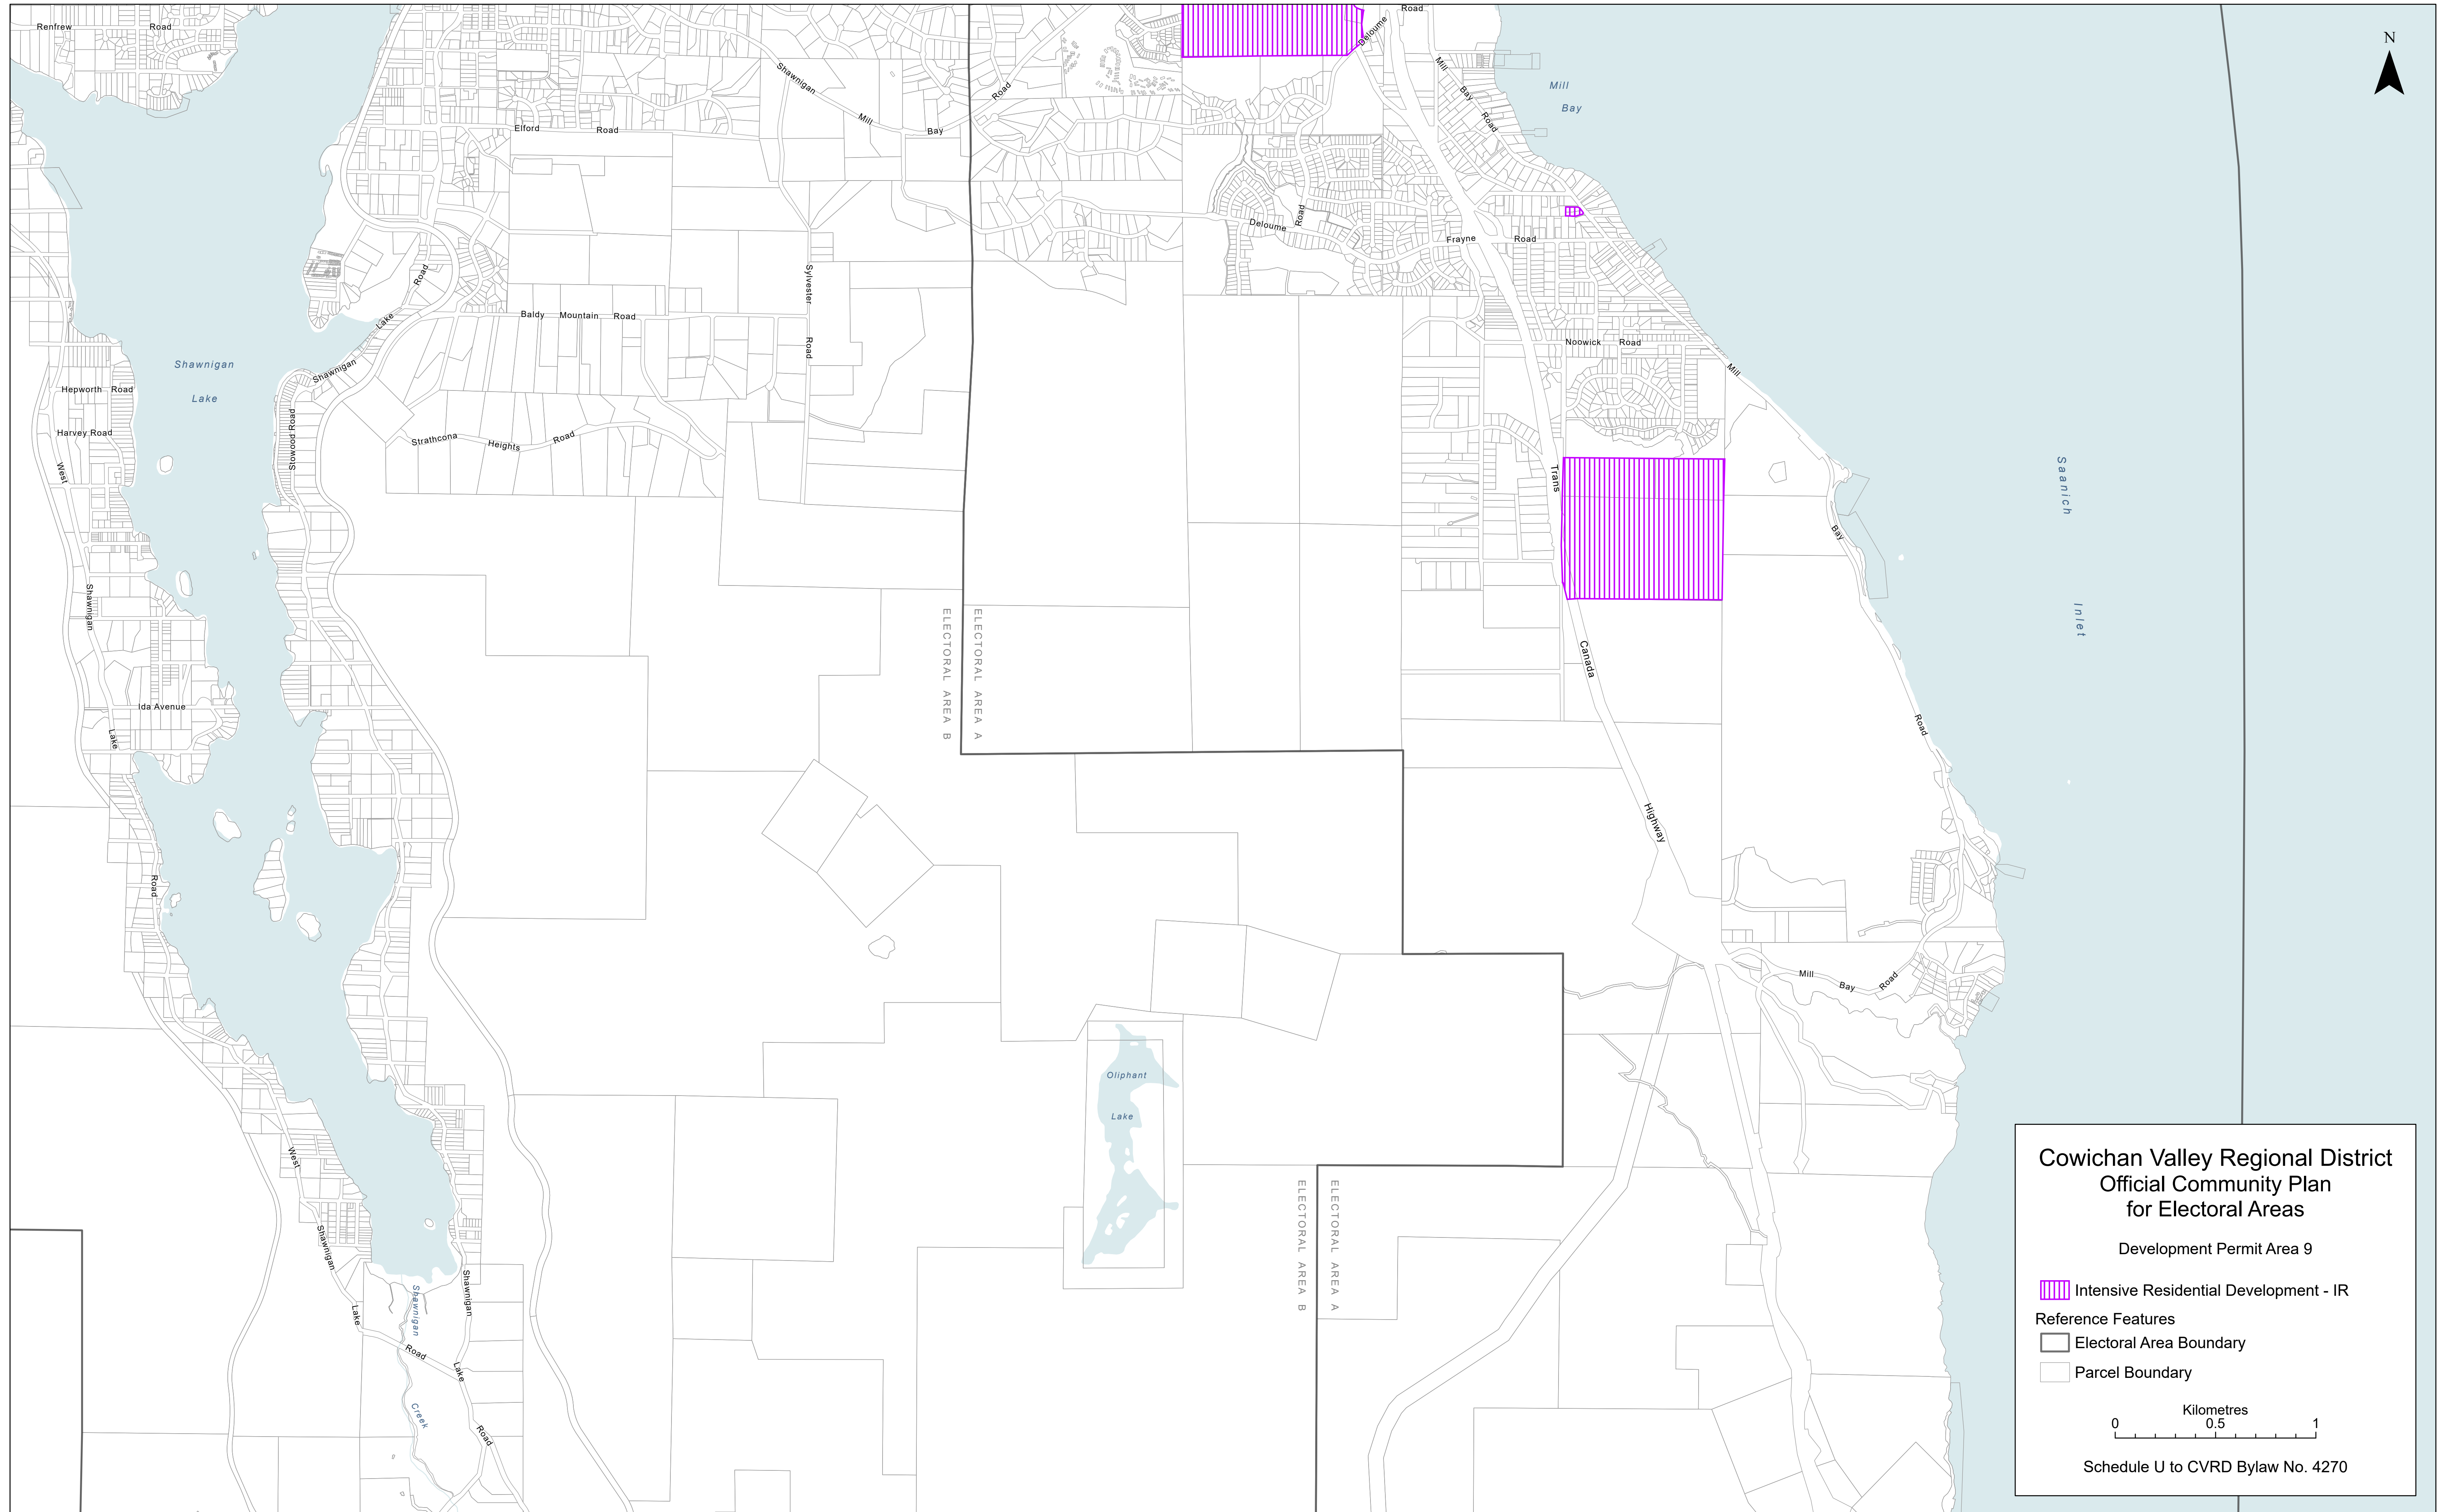 Renfrew Road
Road
Deloume
N
Mill
Bay
Mill
Bay
Road
Shawnigan
Mill
Bay
Road
Elford Road
Deloume
Road
Frayne Road
Road
Lake
Shawnigan
Sylvester
Road
Baldy Mountain Road
Noowick Road
Mill
Bay
Road
Shawnigan
Lake
Hepworth Road
Harvey Road
Stowood Road
Strathcona
Heights
Road
West
Shawnigan
Lake
Road
Trans
Canada
Highway
Saanich
Inlet
ELECTORAL AREA B
ELECTORAL AREA A
Ida Avenue
Mill
Bay
Road
Oliphant
Lake
West
Shawnigan
Lake
Road
Shawnigan
Creek
Shawnigan
Lake
Road
ELECTORAL AREA B
ELECTORAL AREA A
Cowichan Valley Regional District
Official Community Plan
for Electoral Areas
Development Permit Area 9
Intensive Residential Development - IR
Reference Features
Electoral Area Boundary
Parcel Boundary
Kilometres
0 0.5 1
Schedule U to CVRD Bylaw No. 4270